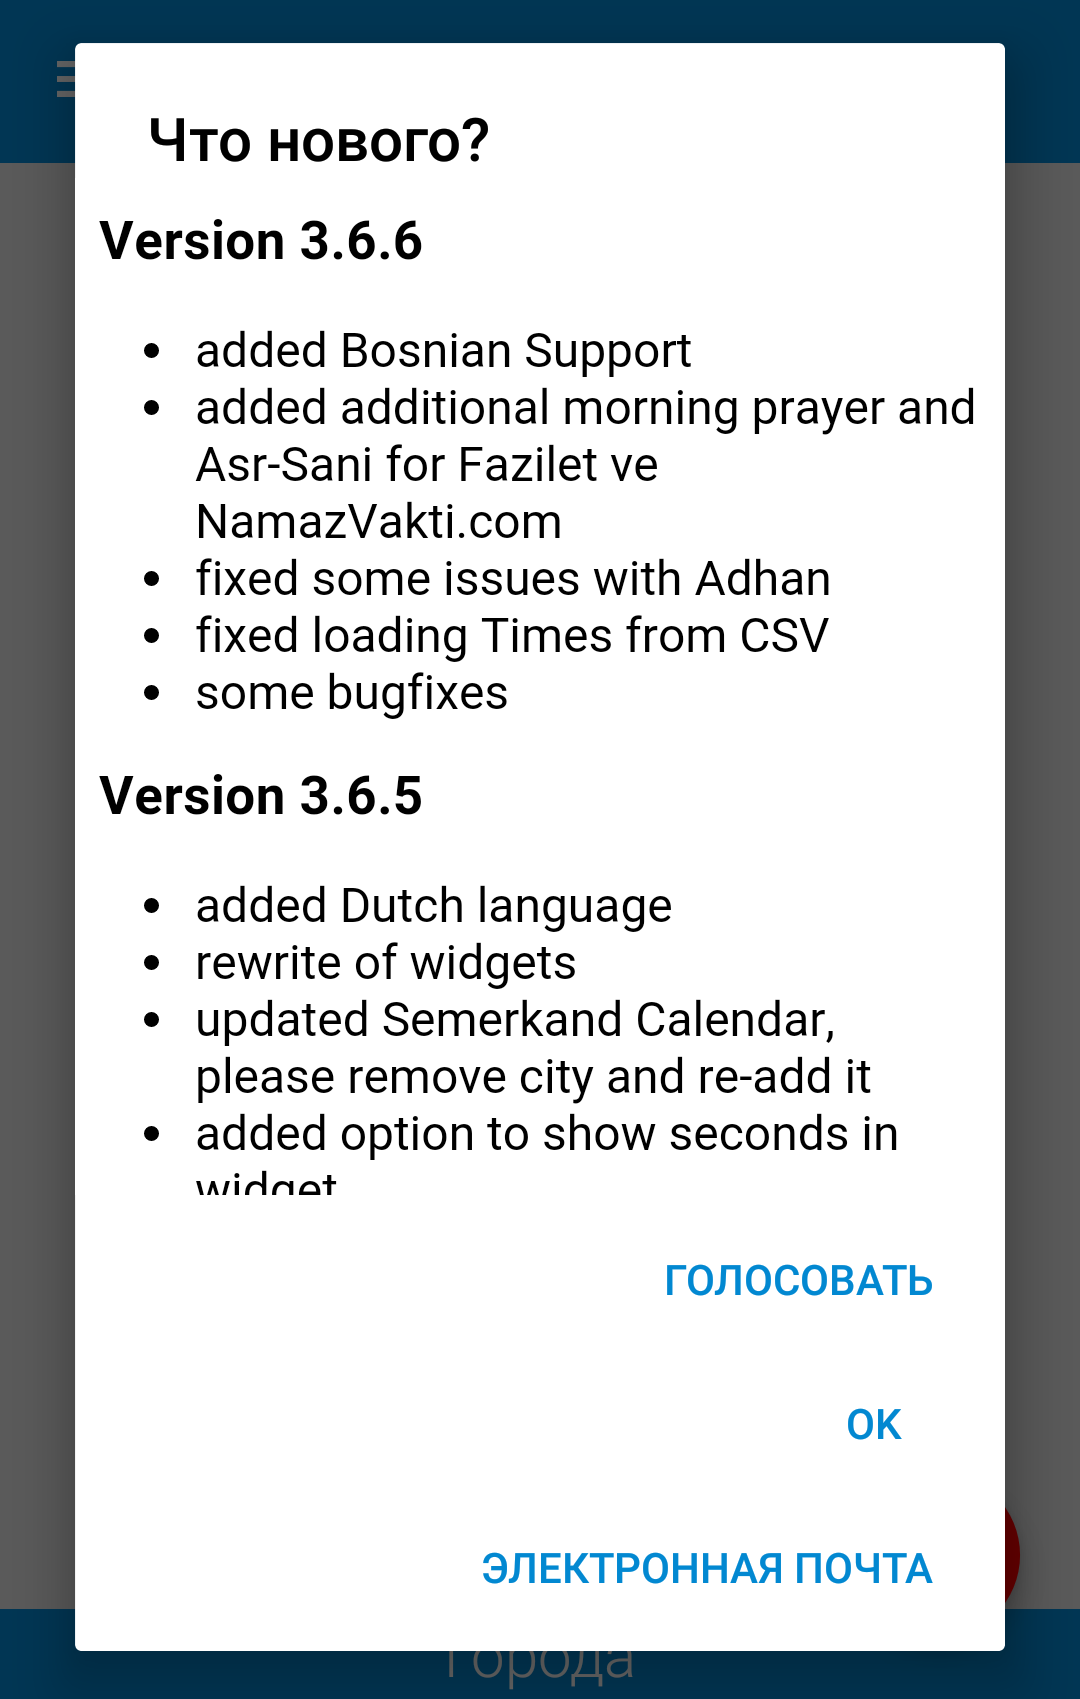 Что нового?
Version 3.6.6
• added Bosnian Support
• added additional morning prayer and
Asr-Sani for Fazilet ve
NamazVakti.com
• fixed some issues with Adhan
• fixed loading Times from CSV
• some bugfixes
Version 3.6.5
• added Dutch language
• rewrite of widgets
• updated Semerkand Calendar,
please remove city and re-add it
• added option to show seconds in
widget
ГОЛОСОВАТЬ
OK
ЭЛЕКТРОННАЯ ПОЧТА
Города